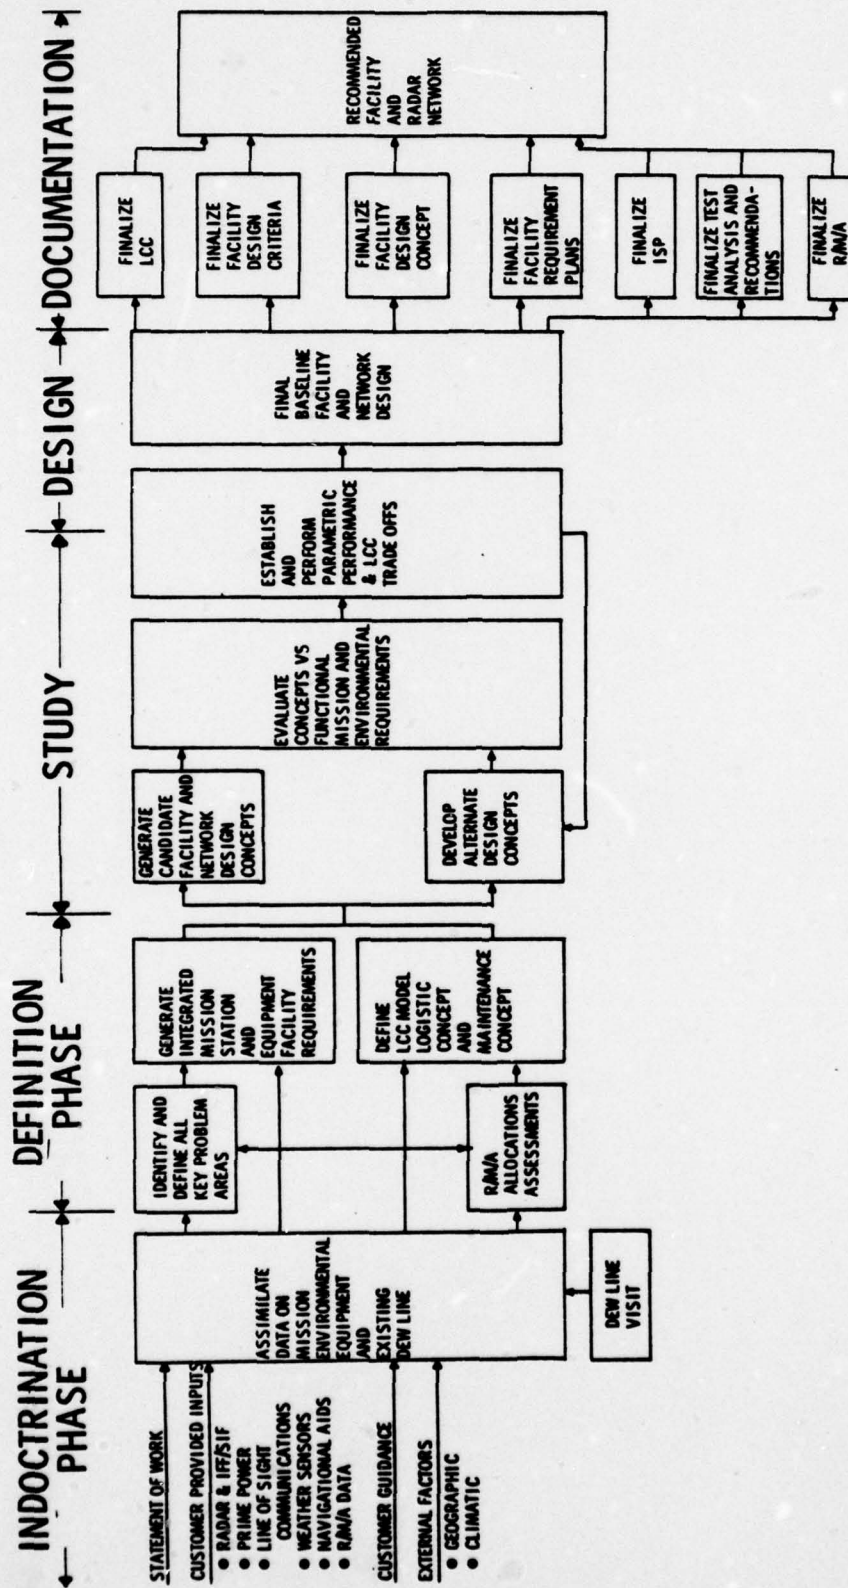 INDOCTRINATION
PHASE
DEFINITION
PHASE
STUDY
DESIGN
DOCUMENTATION
STATEMENT OF WORK
CUSTOMER PROVIDED INPUTS
• RADAR & IFF/SIF
• PRIME POWER
• LINE OF SIGHT
COMMUNICATIONS
• WEATHER SENSORS
• NAVIGATIONAL AIDS
• R/M/A DATA
CUSTOMER GUIDANCE
EXTERNAL FACTORS
• GEOGRAPHIC
• CLIMATIC
ASSIMILATE
DATA ON
MISSION
ENVIRONMENTAL
EQUIPMENT
AND
EXISTING
DEW LINE
DEW LINE
VISIT
IDENTIFY AND
DEFINE ALL
KEY PROBLEM
AREAS
R/M/A
ALLOCATIONS
ASSESSMENTS
GENERATE
INTEGRATED
MISSION
STATION
AND
EQUIPMENT
FACILITY
REQUIREMENTS
DEFINE
LCC MODEL
LOGISTIC
CONCEPT
AND
MAINTENANCE
CONCEPT
GENERATE
CANDIDATE
FACILITY AND
NETWORK
DESIGN
CONCEPTS
DEVELOP
ALTERNATE
DESIGN
CONCEPTS
EVALUATE
CONCEPTS VS
FUNCTIONAL
MISSION AND
ENVIRONMENTAL
REQUIREMENTS
ESTABLISH
AND
PERFORM
PARAMETRIC
PERFORMANCE
& LCC
TRADE OFFS
FINAL
BASELINE
FACILITY
AND
NETWORK
DESIGN
FINALIZE
LCC
FINALIZE
FACILITY
DESIGN
CRITERIA
FINALIZE
FACILITY
DESIGN
CONCEPT
FINALIZE
FACILITY
REQUIREMENT
PLANS
FINALIZE
ISP
FINALIZE TEST
ANALYSIS AND
RECOMMENDA-
TIONS
FINALIZE
R/M/A
RECOMMENDED
FACILITY
AND
RADAR
NETWORK